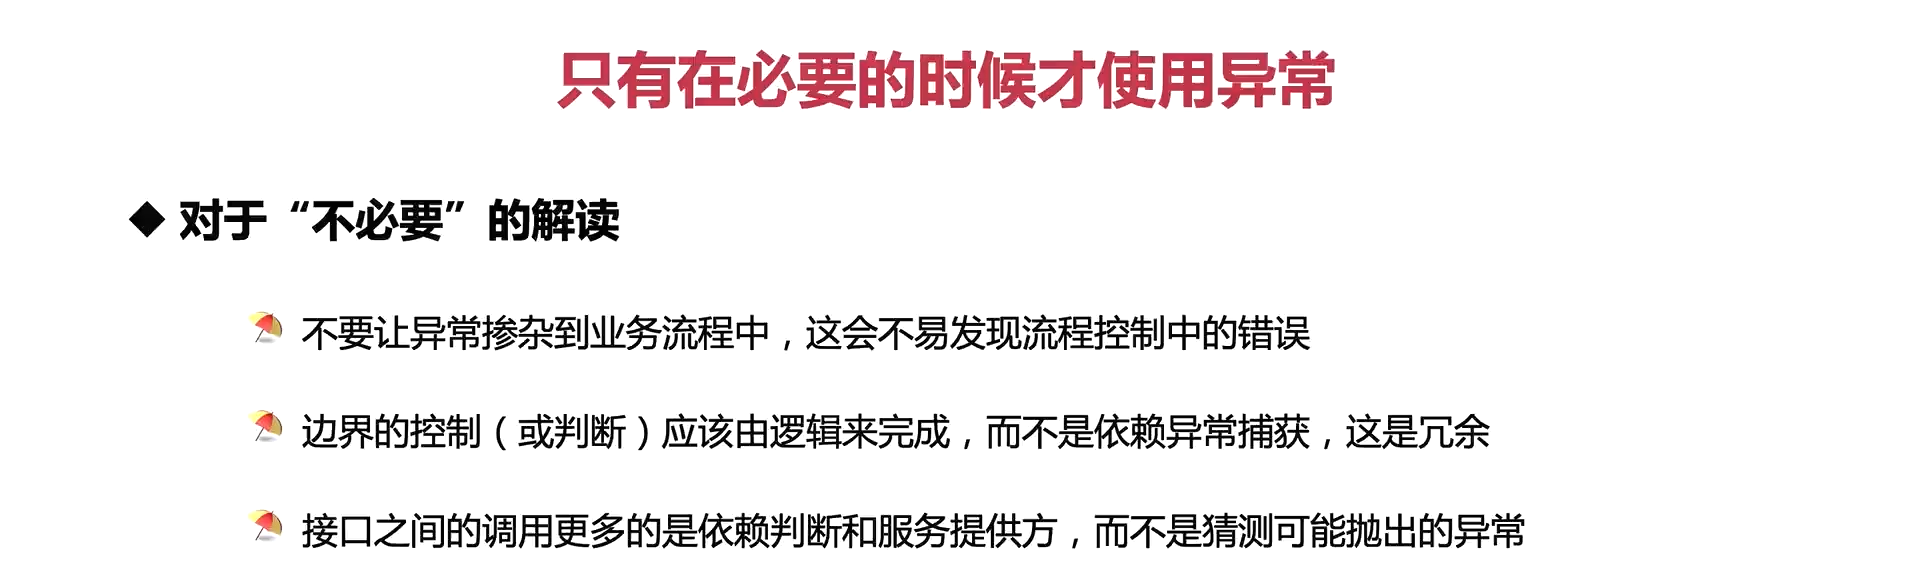 只有在必要的时候才使用异常
◆ 对于“不必要”的解读
不要让异常掺杂到业务流程中，这会不易发现流程控制中的错误
边界的控制（或判断）应该由逻辑来完成，而不是依赖异常捕获，这是冗余
接口之间的调用更多的是依赖判断和服务提供方，而不是猜测可能抛出的异常